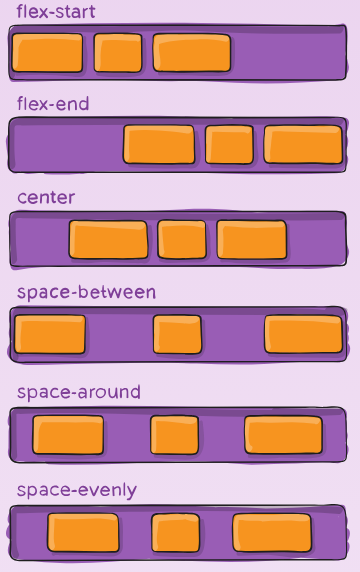 flex-start
flex-end
center
space-between
space-around
space-evenly